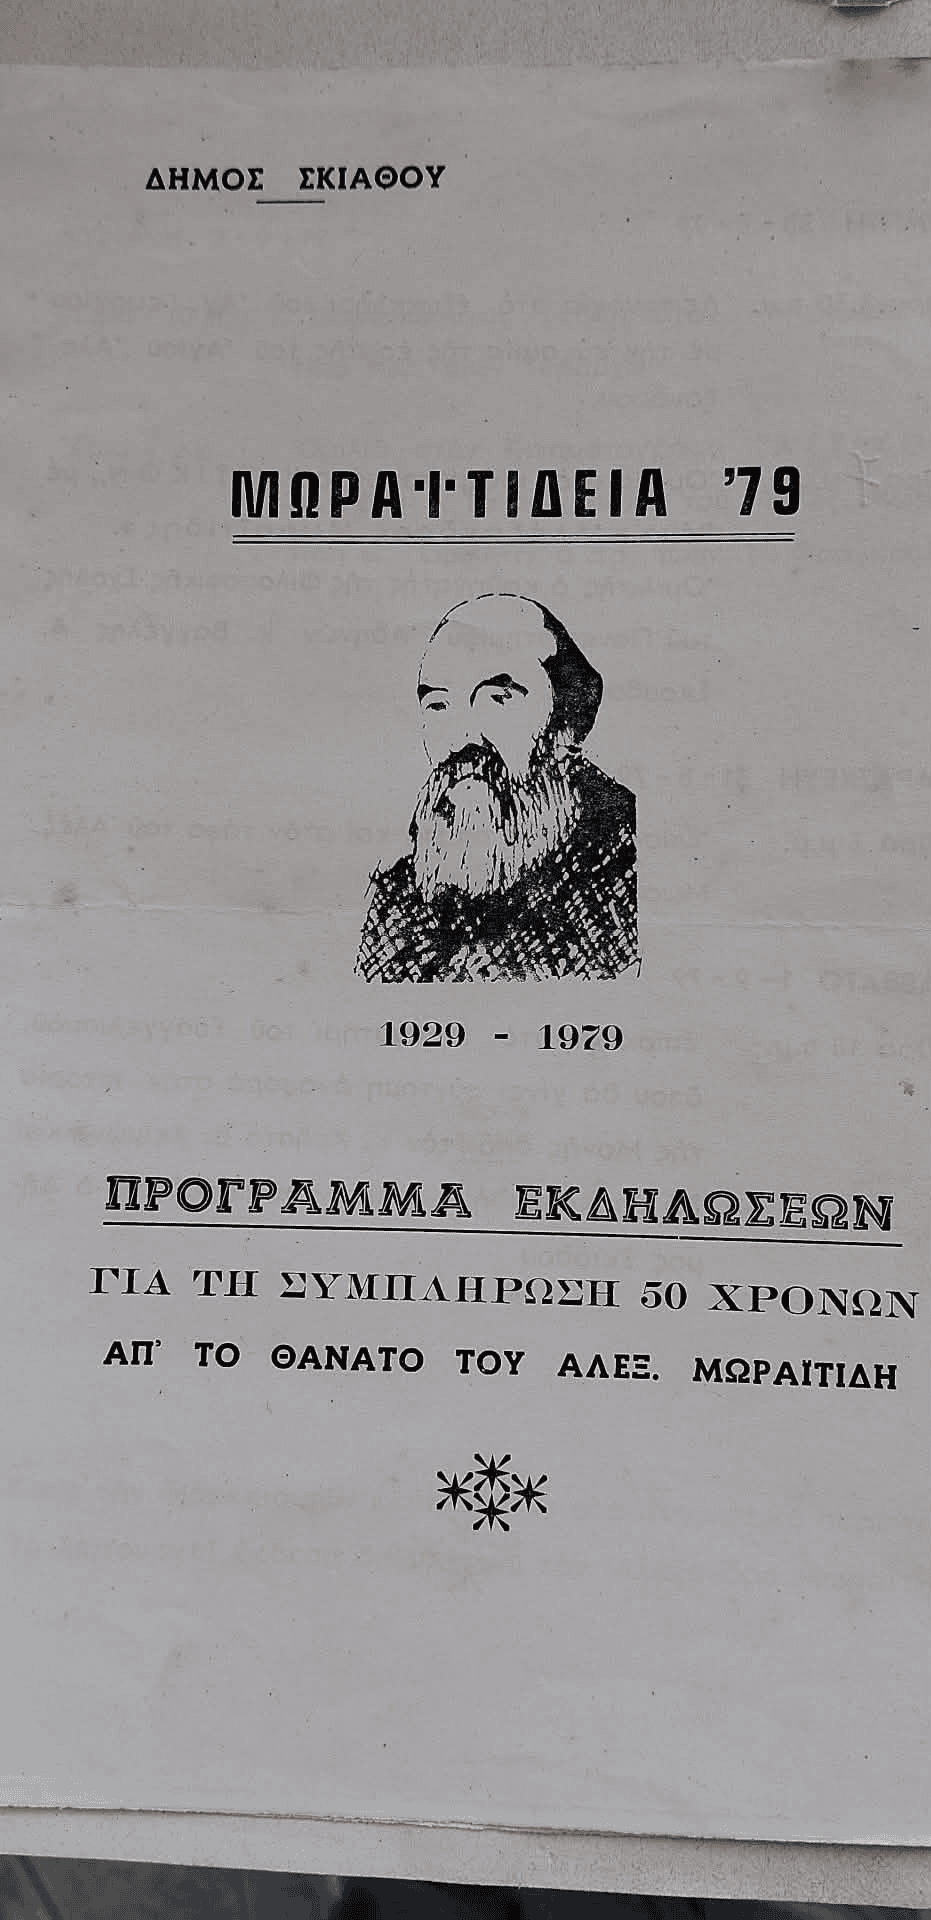 ΔΗΜΟΣ ΣΚΙΑΘΟΥ
ΜΩΡΑΪΤΙΔΕΙΑ '79
1929 - 1979
ΠΡΟΓΡΑΜΜΑ ΕΚΔΗΛΩΣΕΩΝ
ΓΙΑ ΤΗ ΣΥΜΠΛΗΡΩΣΗ 50 ΧΡΟΝΩΝ
ΑΠ' ΤΟ ΘΑΝΑΤΟ ΤΟΥ ΑΛΕΞ. ΜΩΡΑΪΤΙΔΗ